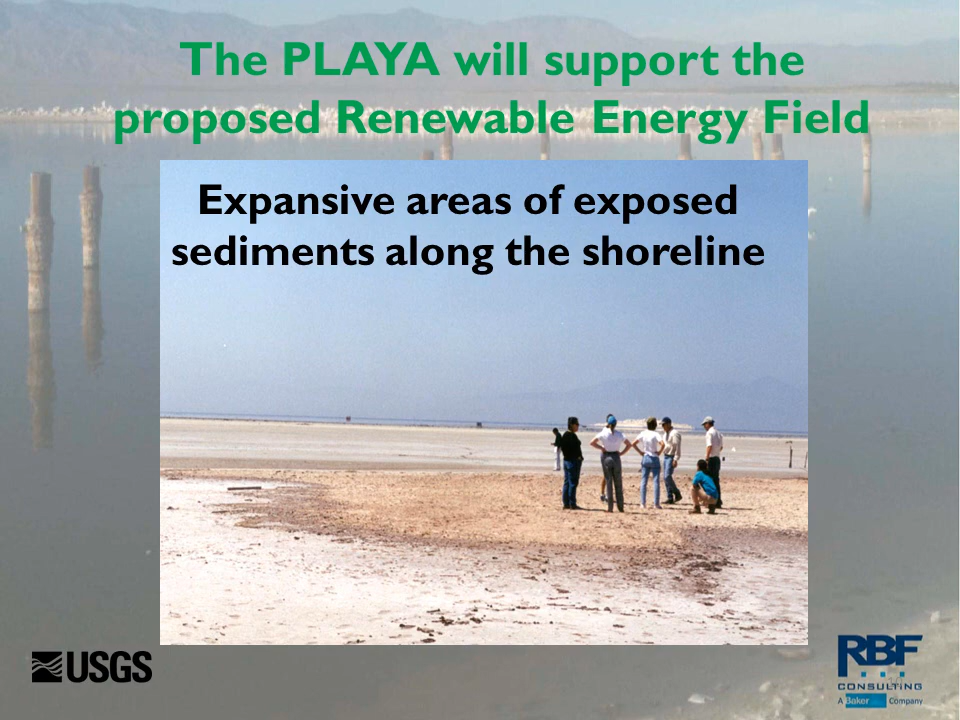 The PLAYA will support the
proposed Renewable Energy Field
Expansive areas of exposed
sediments along the shoreline
USGS
RBF
CONSULTING
A Baker Company